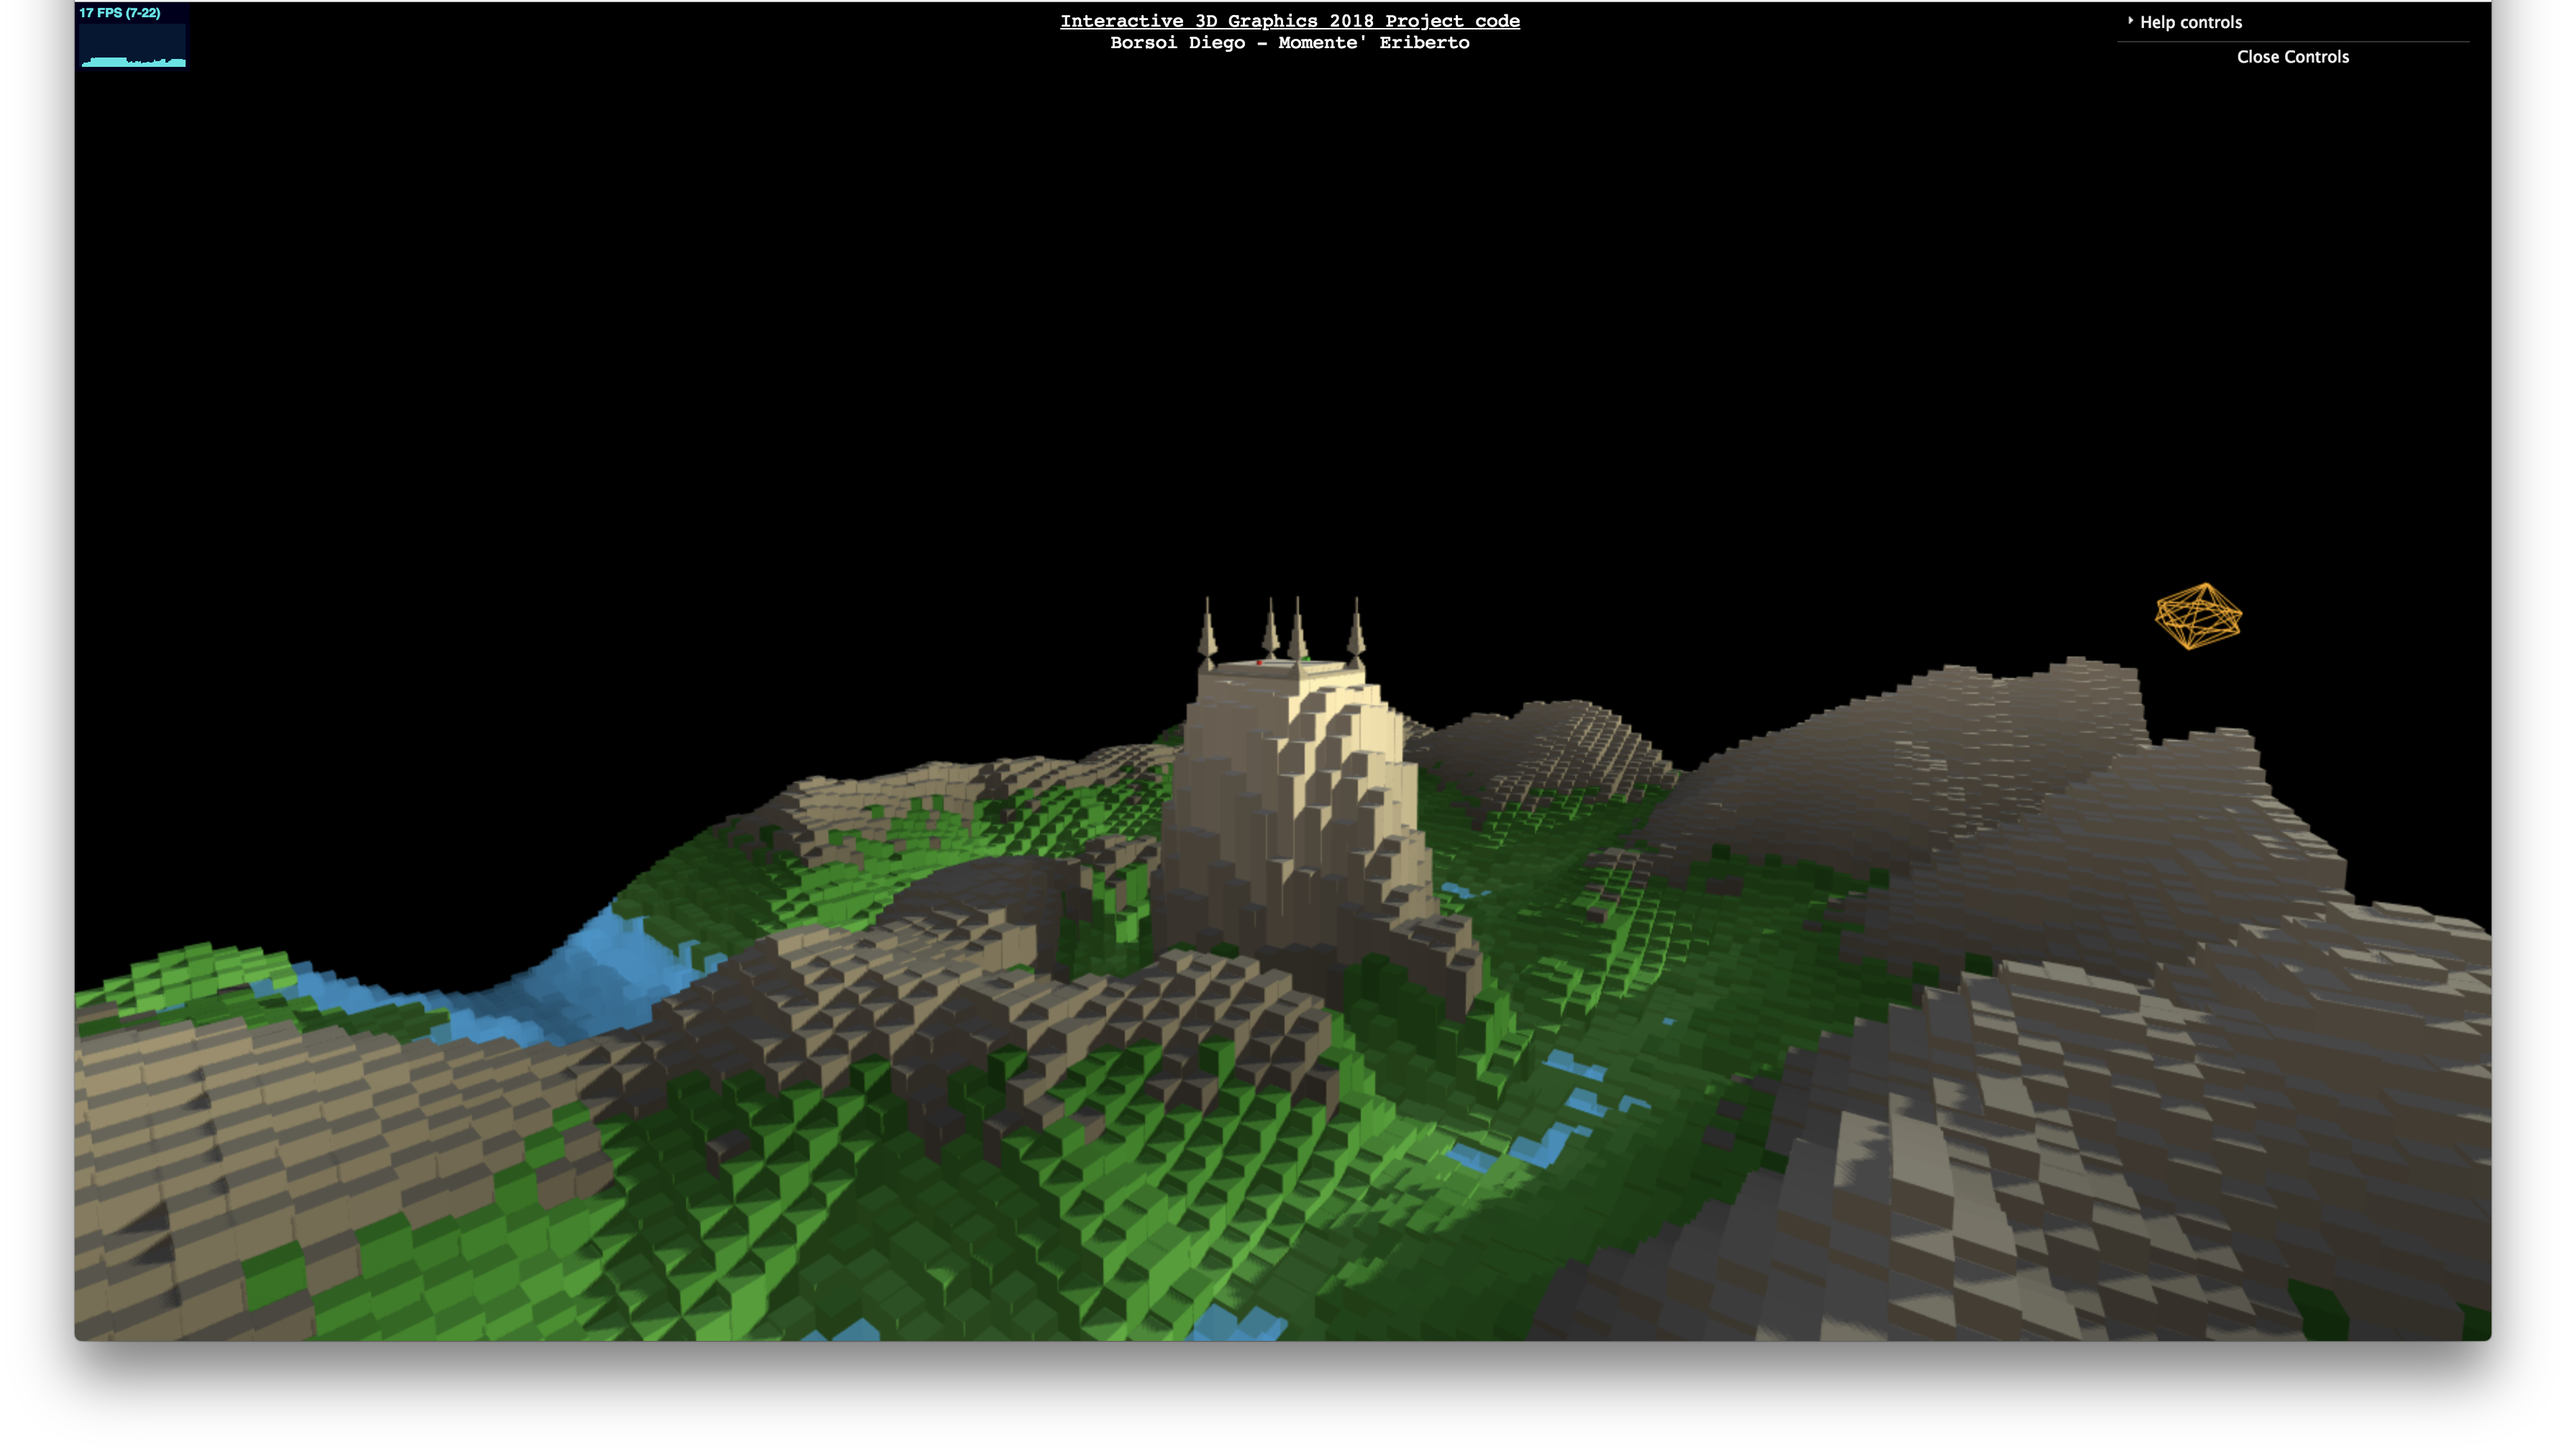 17 FPS (7-22)
Interactive 3D Graphics 2018 Project code
Borsoi Diego - Momente' Eriberto
Help controls
Close Controls